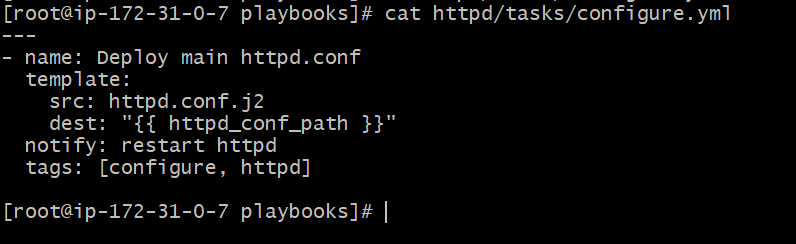 [root@ip-172-31-0-7 playbooks]# cat httpd/tasks/configure.yml
---
- name: Deploy main httpd.conf
  template:
    src: httpd.conf.j2
    dest: "{{ httpd_conf_path }}"
  notify: restart httpd
  tags: [configure, httpd]

[root@ip-172-31-0-7 playbooks]#